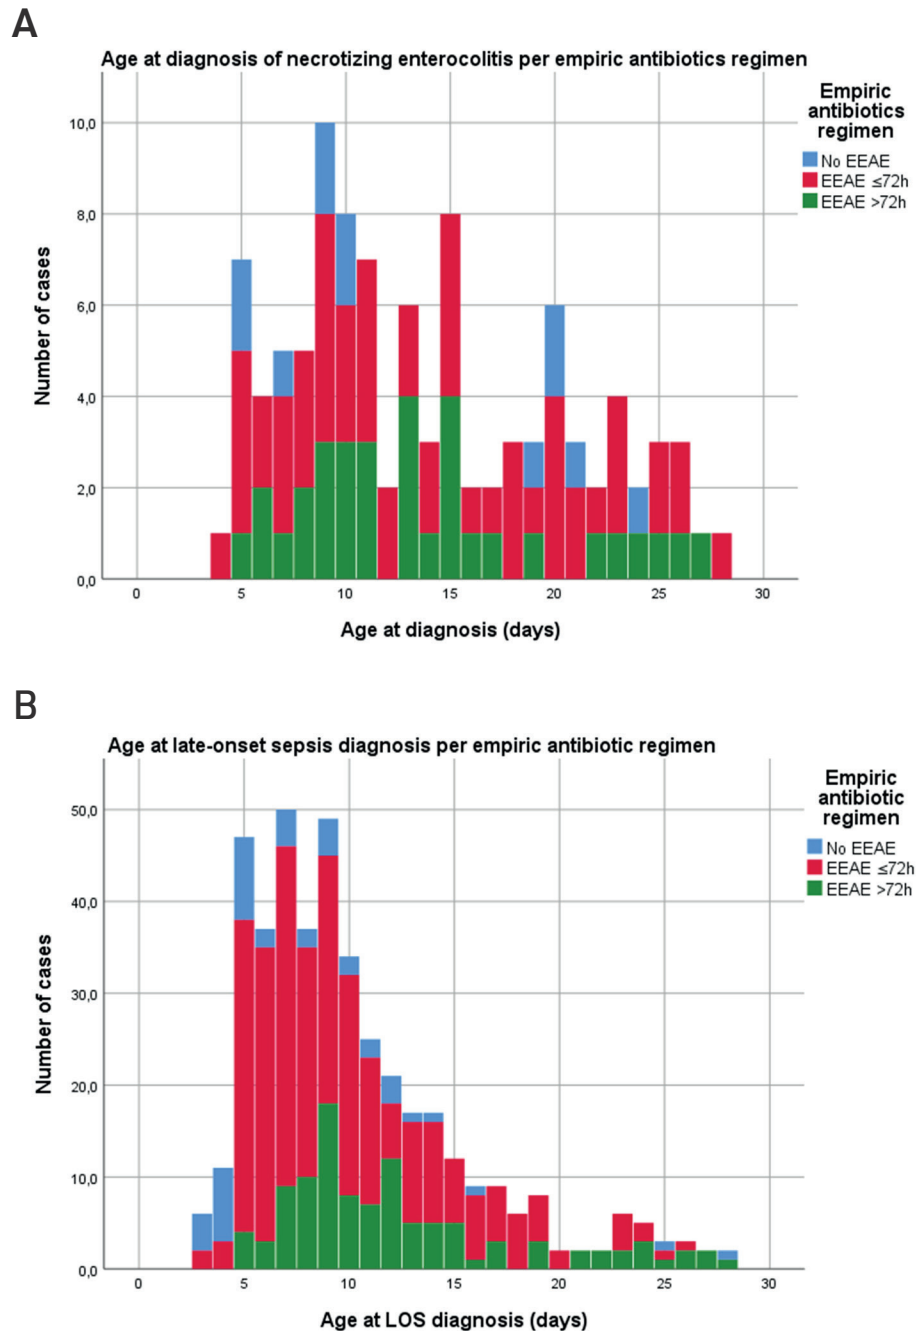 A
Age at diagnosis of necrotizing enterocolitis per empiric antibiotics regimen
Empiric
antibiotics
regimen
No EEAE
EEAE ≤72h
EEAE >72h
10,0
8,0
6,0
4,0
2,0
0,0
Number of cases
0 5 10 15 20 25 30
Age at diagnosis (days)
B
Age at late-onset sepsis diagnosis per empiric antibiotic regimen
Empiric
antibiotic
regimen
No EEAE
EEAE ≤72h
EEAE >72h
50,0
40,0
30,0
20,0
10,0
0,0
Number of cases
0 5 10 15 20 25 30
Age at LOS diagnosis (days)